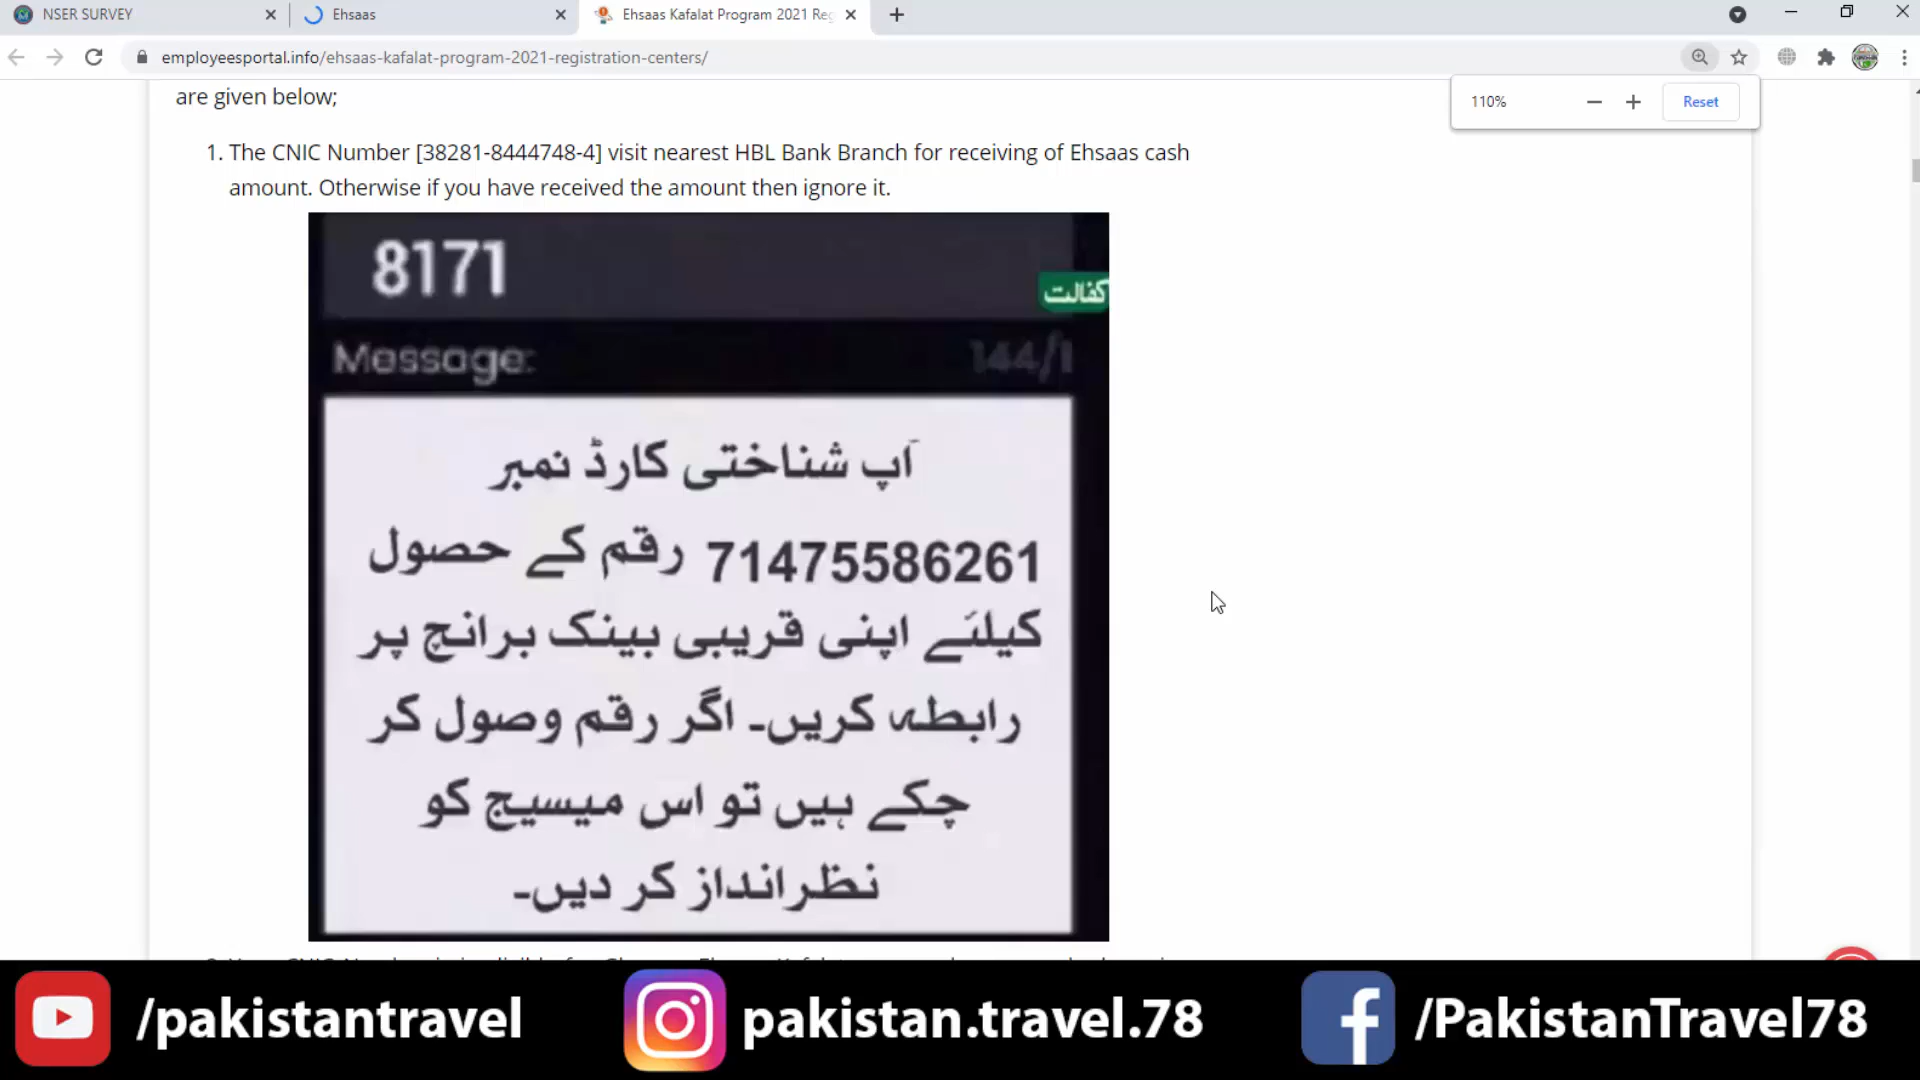 NSER SURVEY
Ehsaas
Ehsaas Kafalat Program 2021 Reg
employeesportal.info/ehsaas-kafalat-program-2021-registration-centers/
110%
Reset
are given below;
1. The CNIC Number [38281-8444748-4] visit nearest HBL Bank Branch for receiving of Ehsaas cash
amount. Otherwise if you have received the amount then ignore it.
8171
کفالت
Message:
144/1
آپ شناختی کارڈ نمبر
71475586261 رقم کے حصول
کیلئے اپنی قریبی بینک برانچ پر
رابطہ کریں۔ اگر رقم وصول کر
چکے ہیں تو اس میسیج کو
نظرانداز کر دیں۔
/pakistantravel
pakistan.travel.78
/PakistanTravel78